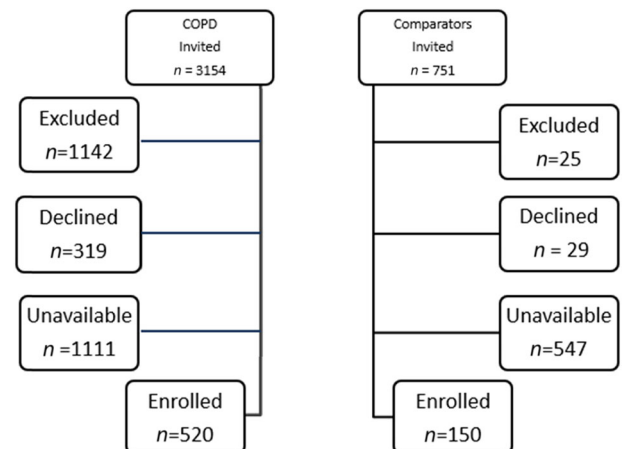 COPD
Invited
n = 3154
Comparators
Invited
n = 751
Excluded
n=1142
Excluded
n=25
Declined
n=319
Declined
n = 29
Unavailable
n =1111
Unavailable
n=547
Enrolled
n=520
Enrolled
n=150